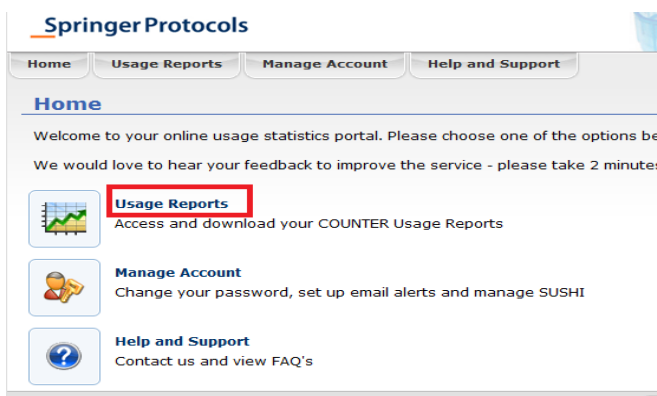 SpringerProtocols
Home Usage Reports Manage Account Help and Support
Home
Welcome to your online usage statistics portal. Please choose one of the options be
We would love to hear your feedback to improve the service - please take 2 minutes
Usage Reports
Access and download your COUNTER Usage Reports
Manage Account
Change your password, set up email alerts and manage SUSHI
Help and Support
Contact us and view FAQ's